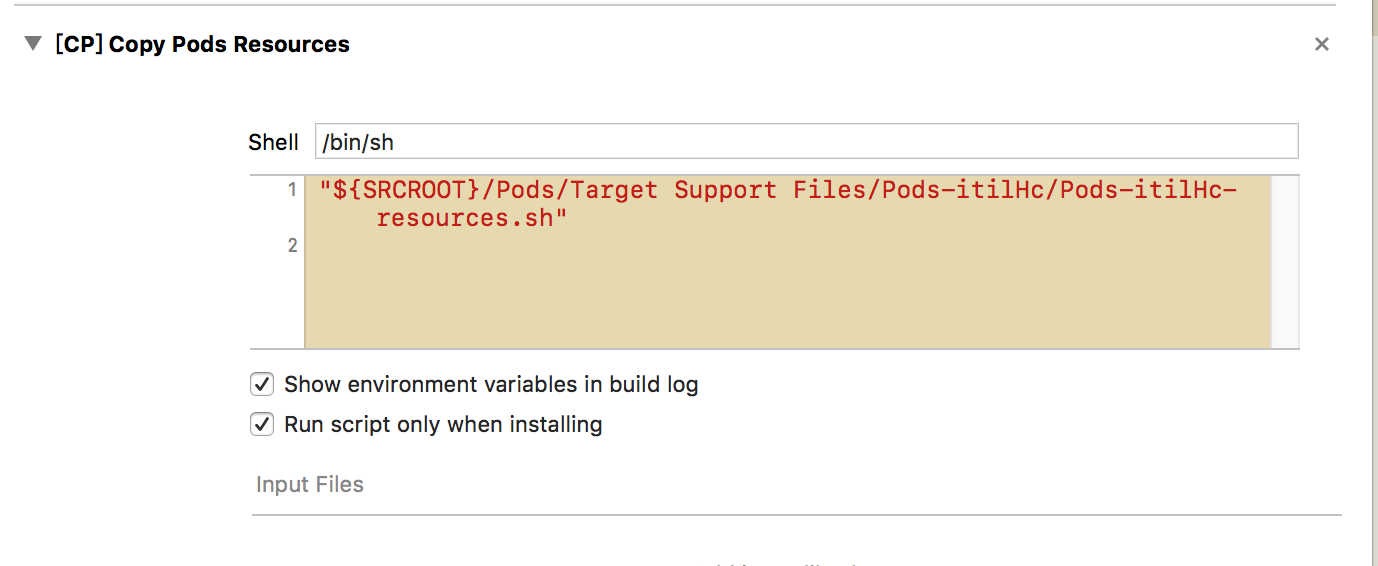 [CP] Copy Pods Resources
Shell /bin/sh
1 "${SRCROOT}/Pods/Target Support Files/Pods-itilHc/Pods-itilHc-
resources.sh"
2
Show environment variables in build log
Run script only when installing
Input Files